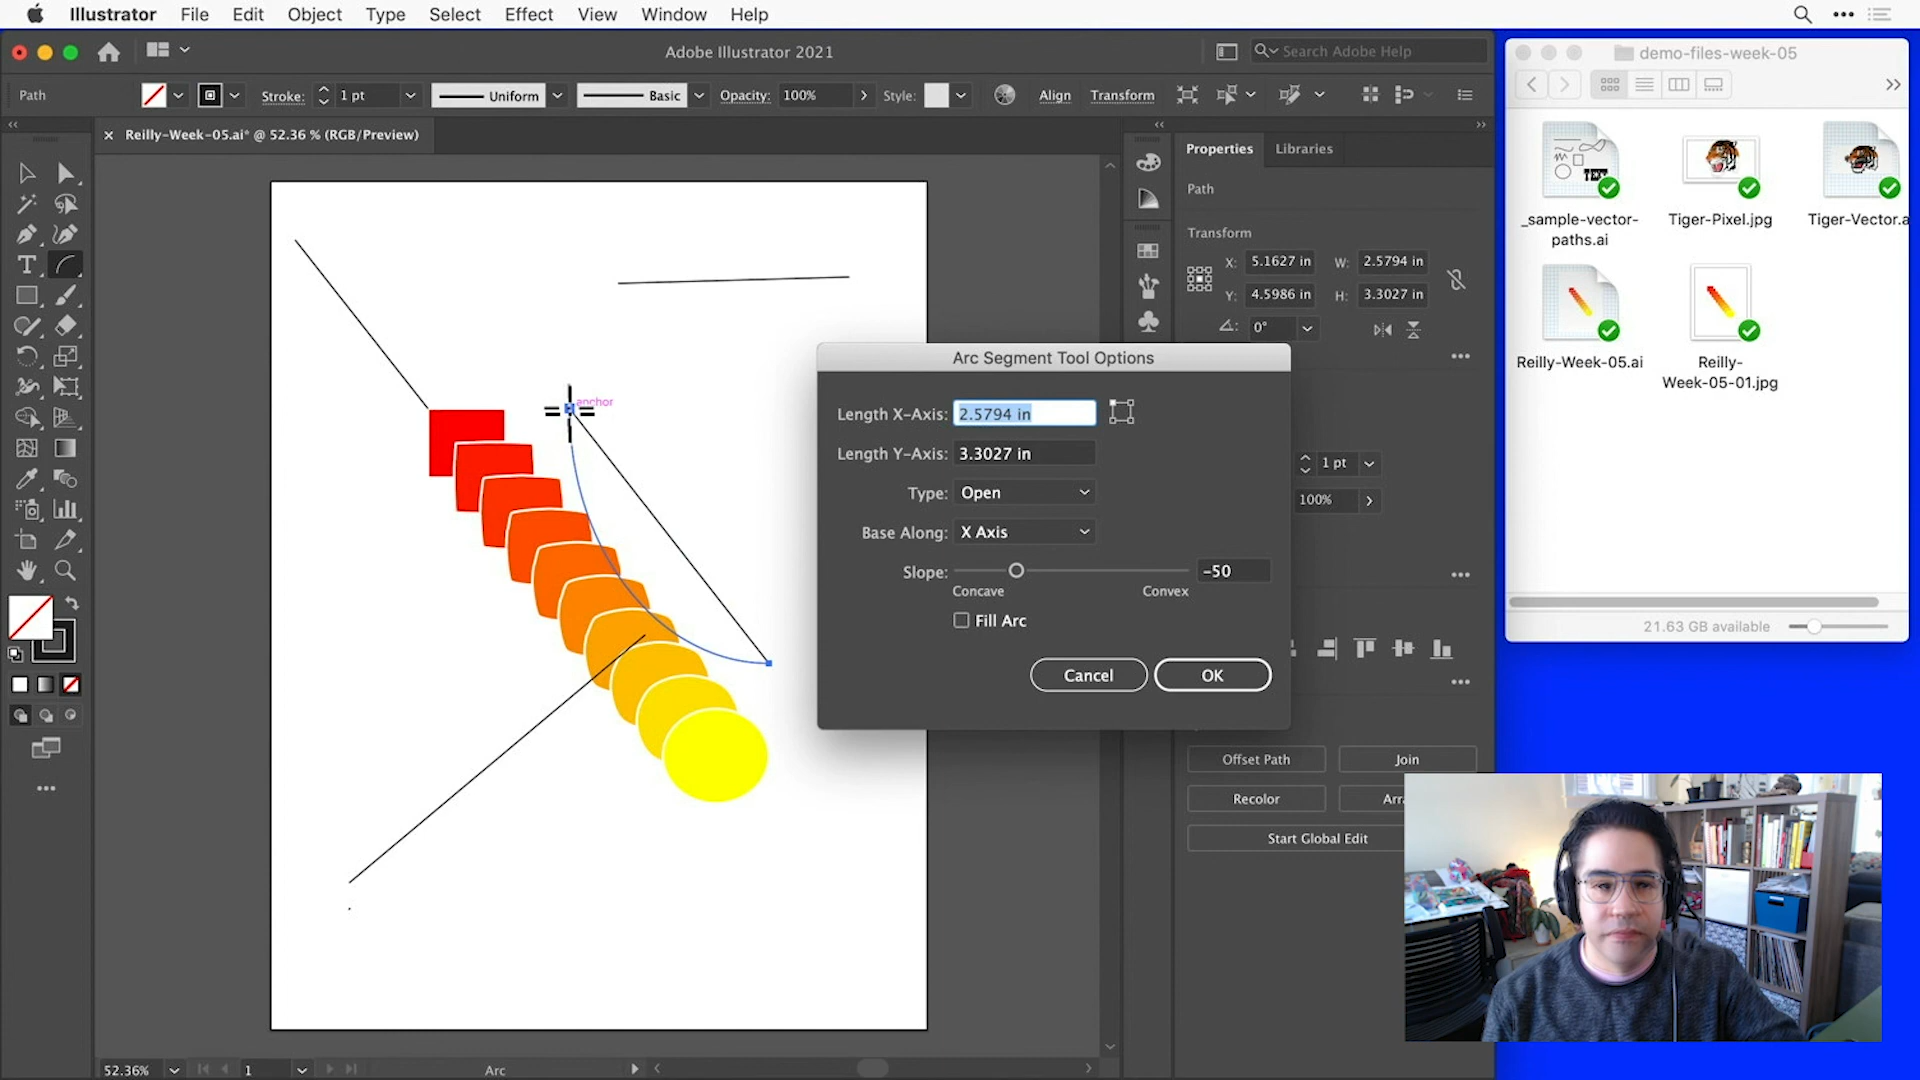 Illustrator File Edit Object Type Select Effect View Window Help
Adobe Illustrator 2021
Search Adobe Help
Path Stroke: 1 pt Uniform Basic Opacity: 100% Style: Align Transform
Reilly-Week-05.ai* @ 52.36 % (RGB/Preview)
Properties Libraries
Path
Transform
X: 5.1627 in W: 2.5794 in
Y: 4.5986 in H: 3.3027 in
0°
anchor
Arc Segment Tool Options
Length X-Axis: 2.5794 in
Length Y-Axis: 3.3027 in
Type: Open
Base Along: X Axis
Slope: -50
Concave Convex
Fill Arc
Cancel OK
1 pt
100%
Offset Path Join
Recolor Arr
Start Global Edit
TEXT
52.36% 1 Arc
demo-files-week-05
_sample-vector-
paths.ai
Tiger-Pixel.jpg
Tiger-Vector.a
Reilly-Week-05.ai
Reilly-
Week-05-01.jpg
21.63 GB available